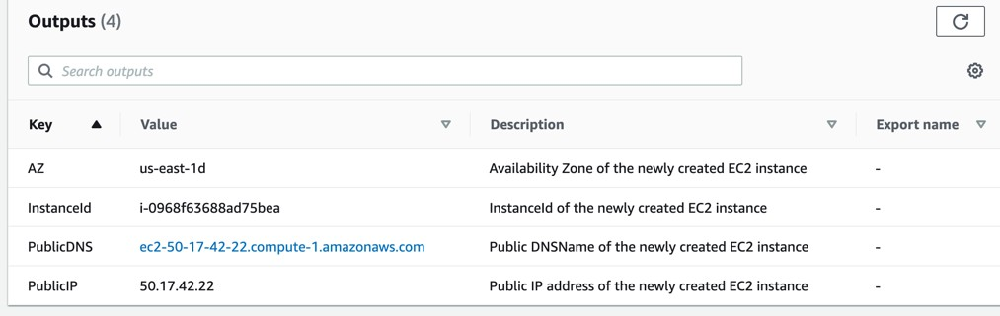 Outputs (4)
Search outputs
Key Value Description Export name
AZ us-east-1d Availability Zone of the newly created EC2 instance -
InstanceId i-0968f63688ad75bea InstanceId of the newly created EC2 instance -
PublicDNS ec2-50-17-42-22.compute-1.amazonaws.com Public DNSName of the newly created EC2 instance -
PublicIP 50.17.42.22 Public IP address of the newly created EC2 instance -